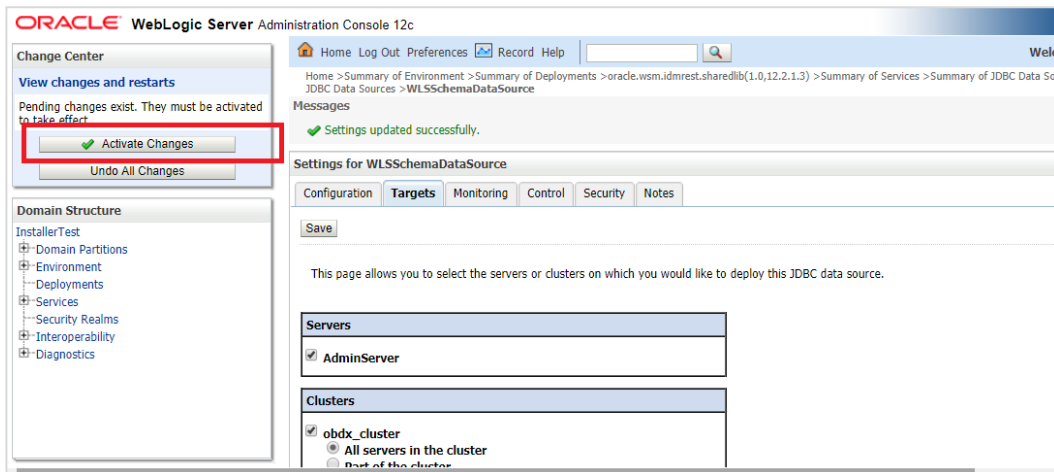 ORACLE WebLogic Server Administration Console 12c
Change Center
View changes and restarts
Pending changes exist. They must be activated
to take effect
Activate Changes
Undo All Changes
Domain Structure
InstallerTest
Domain Partitions
Environment
Deployments
Services
Security Realms
Interoperability
Diagnostics
Home Log Out Preferences Record Help
Home >Summary of Environment >Summary of Deployments >oracle.wsm.idmrest.sharedlib(1.0,12.2.1.3) >Summary of Services >Summary of JDBC Data
JDBC Data Sources >WLSSchemaDataSource
Messages
Settings updated successfully.
Settings for WLSSchemaDataSource
Configuration Targets Monitoring Control Security Notes
Save
This page allows you to select the servers or clusters on which you would like to deploy this JDBC data source.
Servers
AdminServer
Clusters
obdx_cluster
All servers in the cluster
Part of the cluster